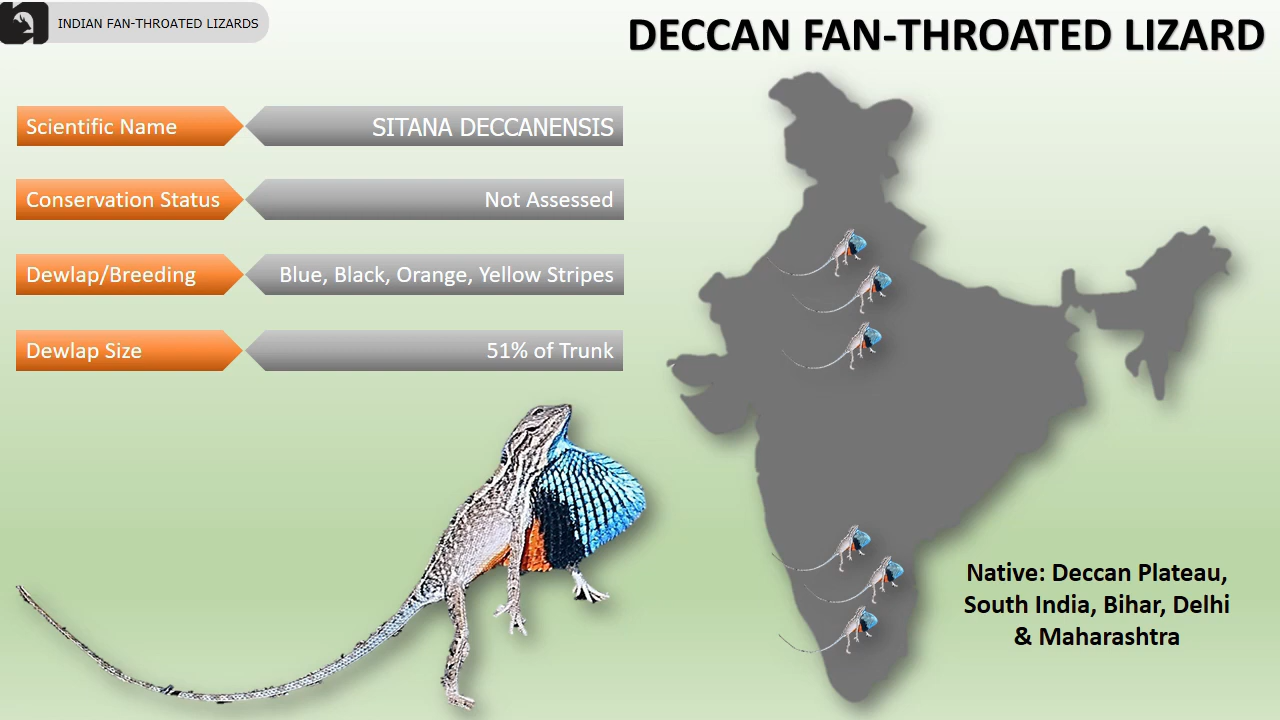 INDIAN FAN-THROATED LIZARDS
DECCAN FAN-THROATED LIZARD
Scientific Name
SITANA DECCANENSIS
Conservation Status
Not Assessed
Dewlap/Breeding
Blue, Black, Orange, Yellow Stripes
Dewlap Size
51% of Trunk
Native: Deccan Plateau,
South India, Bihar, Delhi
& Maharashtra